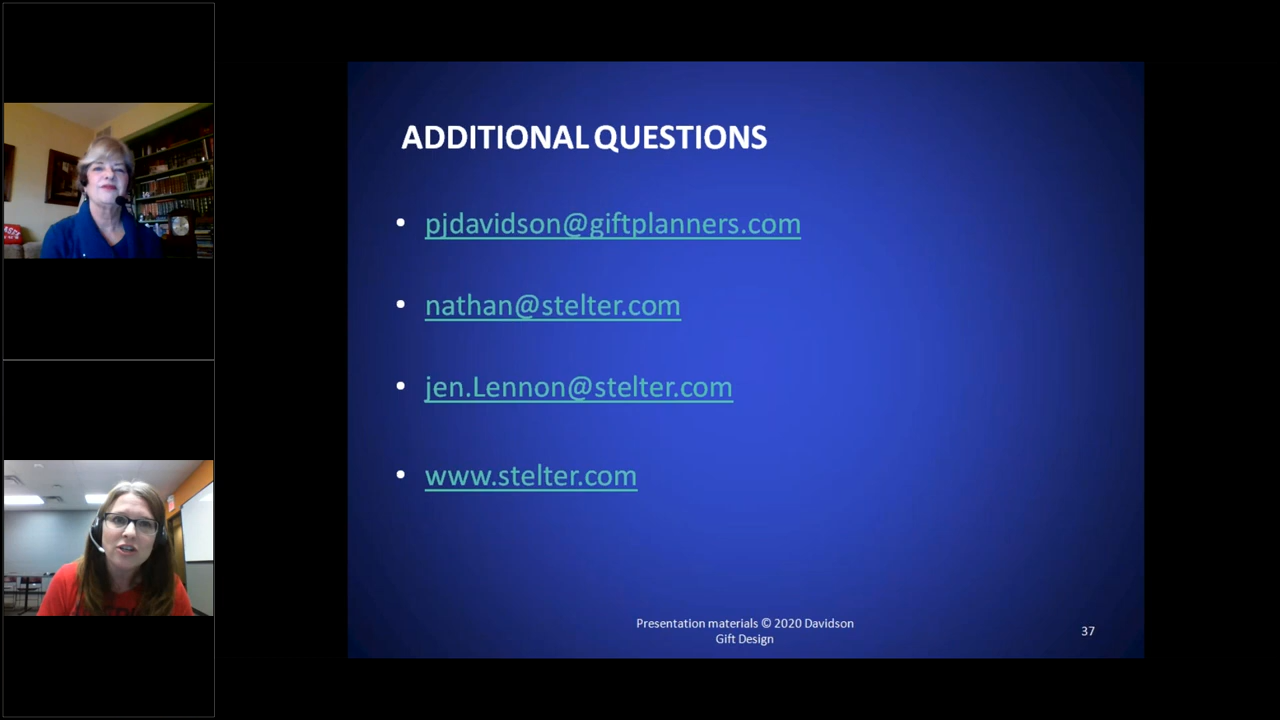 ADDITIONAL QUESTIONS
• pjdavidson@giftplanners.com
• nathan@stelter.com
• jen.Lennon@stelter.com
• www.stelter.com
Presentation materials © 2020 Davidson
Gift Design
37